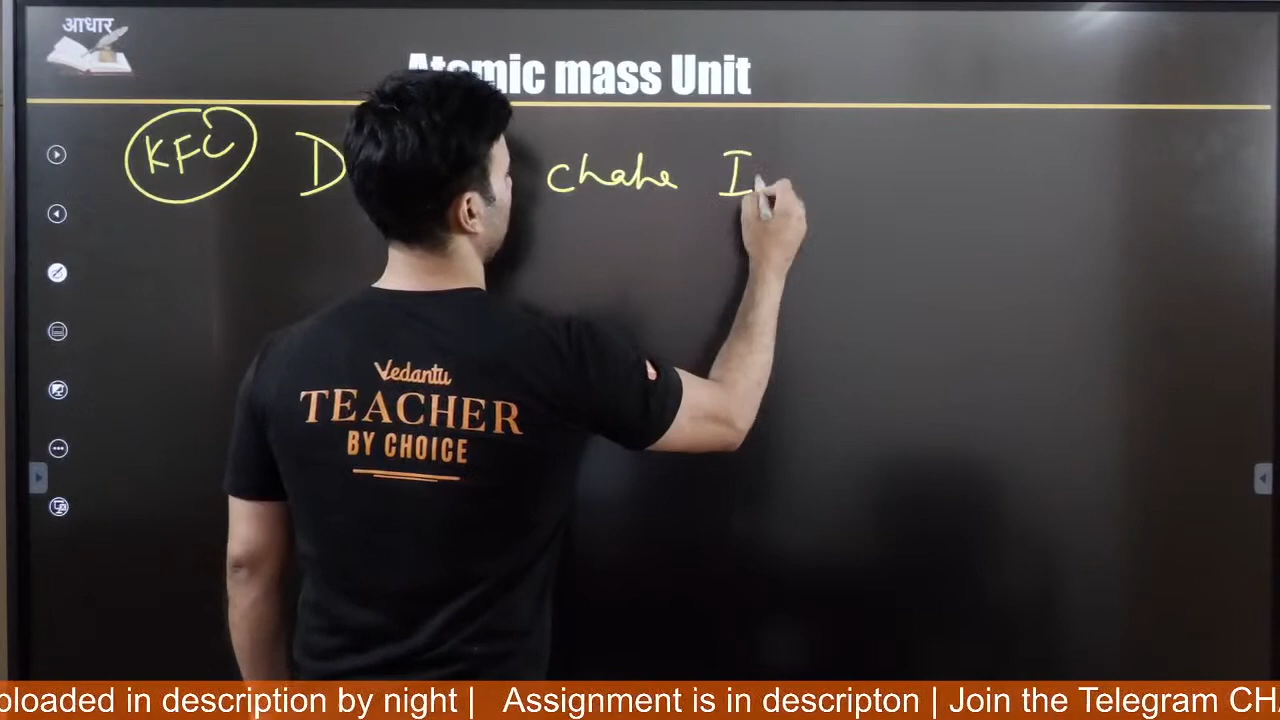 आधार
Atomic mass Unit
KFC D chahe I
Vedantu
TEACHER
BY CHOICE
ploaded in description by night | Assignment is in descripton | Join the Telegram CHA